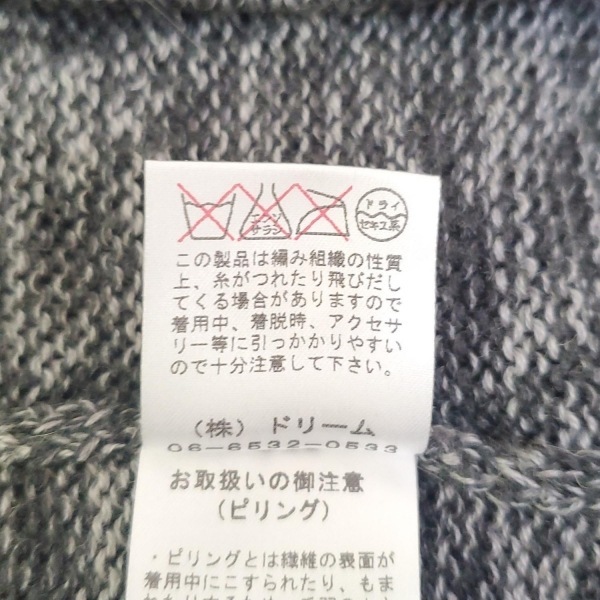 エンソ
サラシ
ドライ
セキユ系
この製品は編み組織の性質
上、糸がつれたり飛びだし
てくる場合がありますので
着用中、着脱時、アクセサ
リー等に引っかかりやすい
ので十分注意して下さい。
（株）ドリーム
06-6532-0533
お取扱いの御注意
（ピリング）
・ピリングとは繊維の表面が
着用中にこすられたり、もま